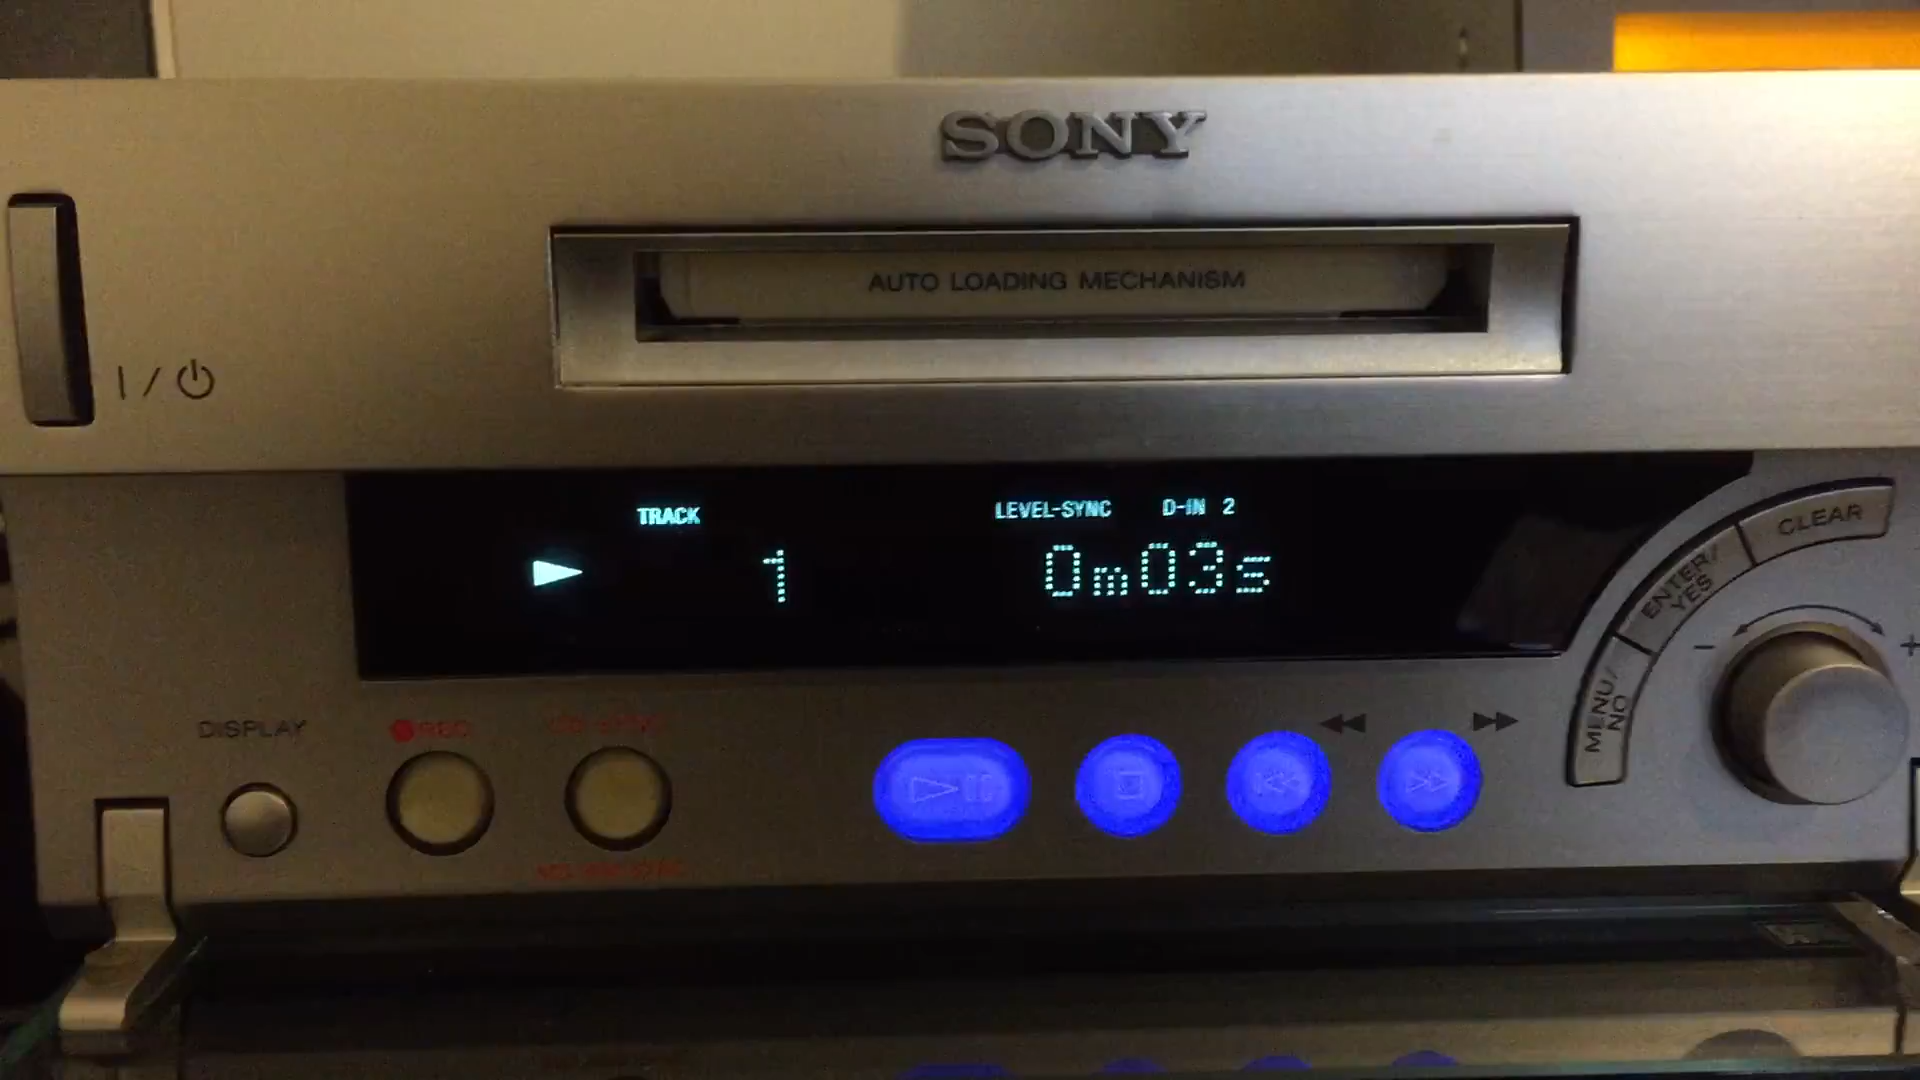 SONY
AUTO LOADING MECHANISM
I / ⏻
TRACK LEVEL-SYNC D-IN 2
1 0m03s
CLEAR
ENTER/YES
MENU/NO
- +
DISPLAY
REC